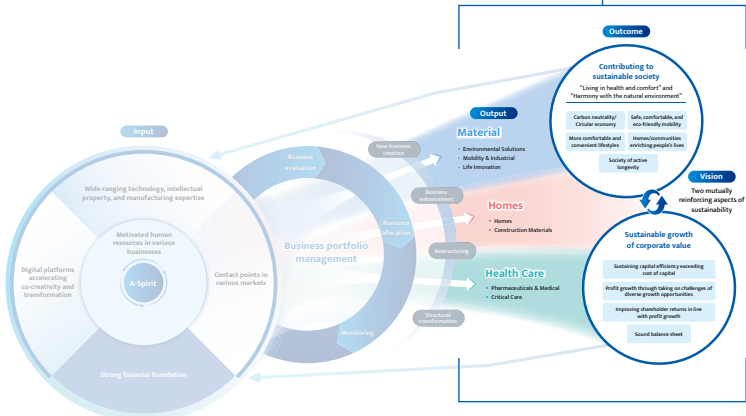 Outcome
Contributing to
sustainable society
"Living in health and comfort" and
"Harmony with the natural environment"
Carbon neutrality/
Circular economy
Safe, comfortable, and
eco-friendly mobility
More comfortable and
convenient lifestyles
Homes/communities
enriching people's lives
Society of active
longevity
Vision
Two mutually
reinforcing aspects of
sustainability
Sustainable growth
of corporate value
Sustaining capital efficiency exceeding
cost of capital
Profit growth through taking on challenges of
diverse growth opportunities
Improving shareholder returns in line
with profit growth
Sound balance sheet
Output
Material
• Environmental Solutions
• Mobility & Industrial
• Life Innovation
Homes
• Homes
• Construction Materials
Health Care
• Pharmaceuticals & Medical
• Critical Care
New business
creation
Business
enhancement
Restructuring
Structural
transformation
Business
evaluation
Resource
allocation
Monitoring
Business portfolio
management
Input
Wide-ranging technology, intellectual
property, and manufacturing expertise
Motivated human
resources in various
businesses
A-Spirit
Digital platforms
accelerating
co-creativity and
transformation
Contact points in
various markets
Strong financial foundation